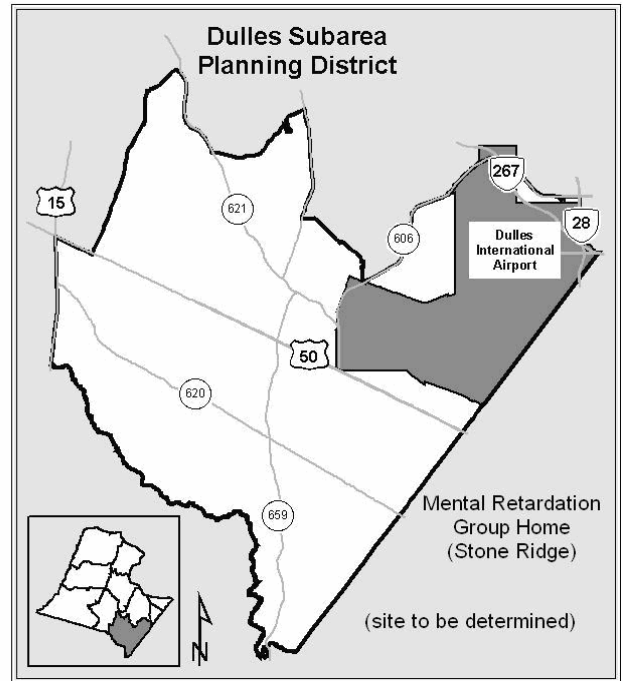 Dulles Subarea
Planning District
267
15
621
28
606
Dulles
International
Airport
50
620
659
Mental Retardation
Group Home
(Stone Ridge)
(site to be determined)
N